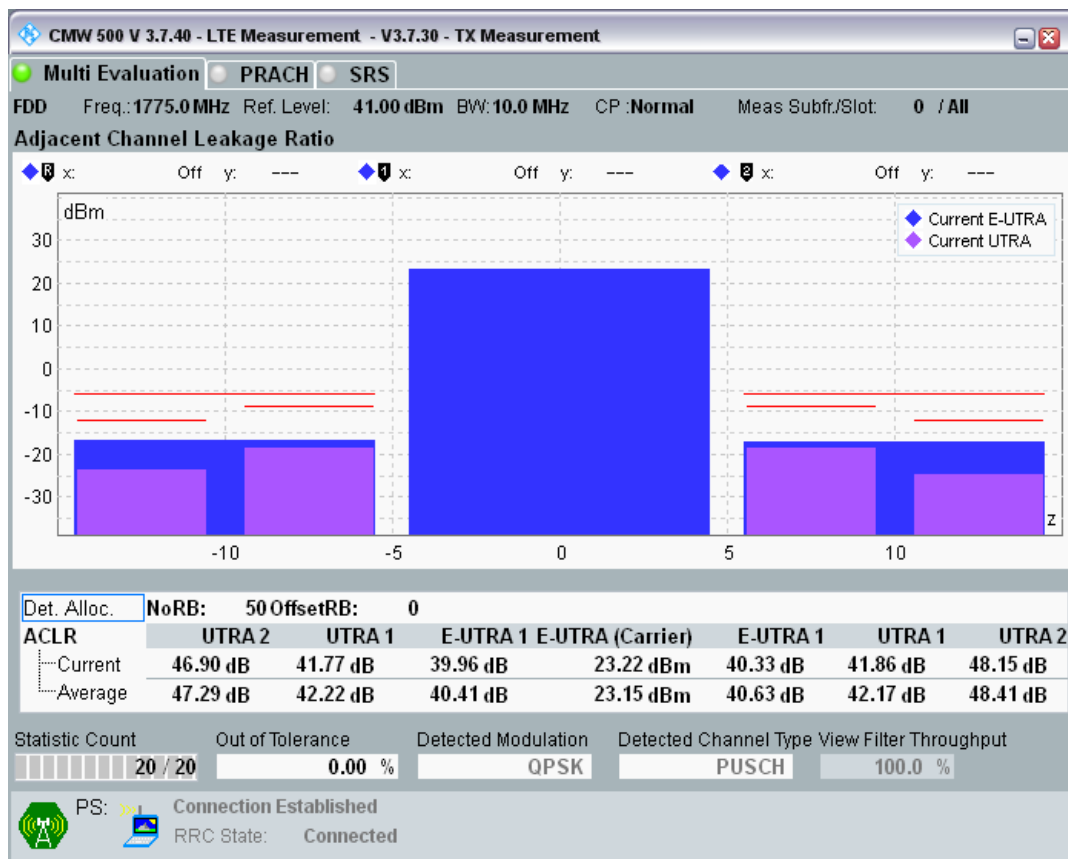 CMW 500 V 3.7.40 - LTE Measurement - V3.7.30 - TX Measurement
Multi Evaluation PRACH SRS
FDD Freq.:1775.0 MHz Ref. Level: 41.00 dBm BW:10.0 MHz CP :Normal Meas Subfr./Slot: 0 / All
Adjacent Channel Leakage Ratio
R x: Off y: --- 1 x: Off y: --- 2 x: Off y: ---
dBm
Current E-UTRA
Current UTRA
30
20
10
0
-10
-20
-30
z
-10 -5 0 5 10
Det. Alloc. NoRB: 50 OffsetRB: 0
ACLR UTRA 2 UTRA 1 E-UTRA 1 E-UTRA (Carrier) E-UTRA 1 UTRA 1 UTRA 2
Current 46.90 dB 41.77 dB 39.96 dB 23.22 dBm 40.33 dB 41.86 dB 48.15 dB
Average 47.29 dB 42.22 dB 40.41 dB 23.15 dBm 40.63 dB 42.17 dB 48.41 dB
Statistic Count Out of Tolerance Detected Modulation Detected Channel Type View Filter Throughput
20 / 20 0.00 % QPSK PUSCH 100.0 %
PS: Connection Established
RRC State: Connected